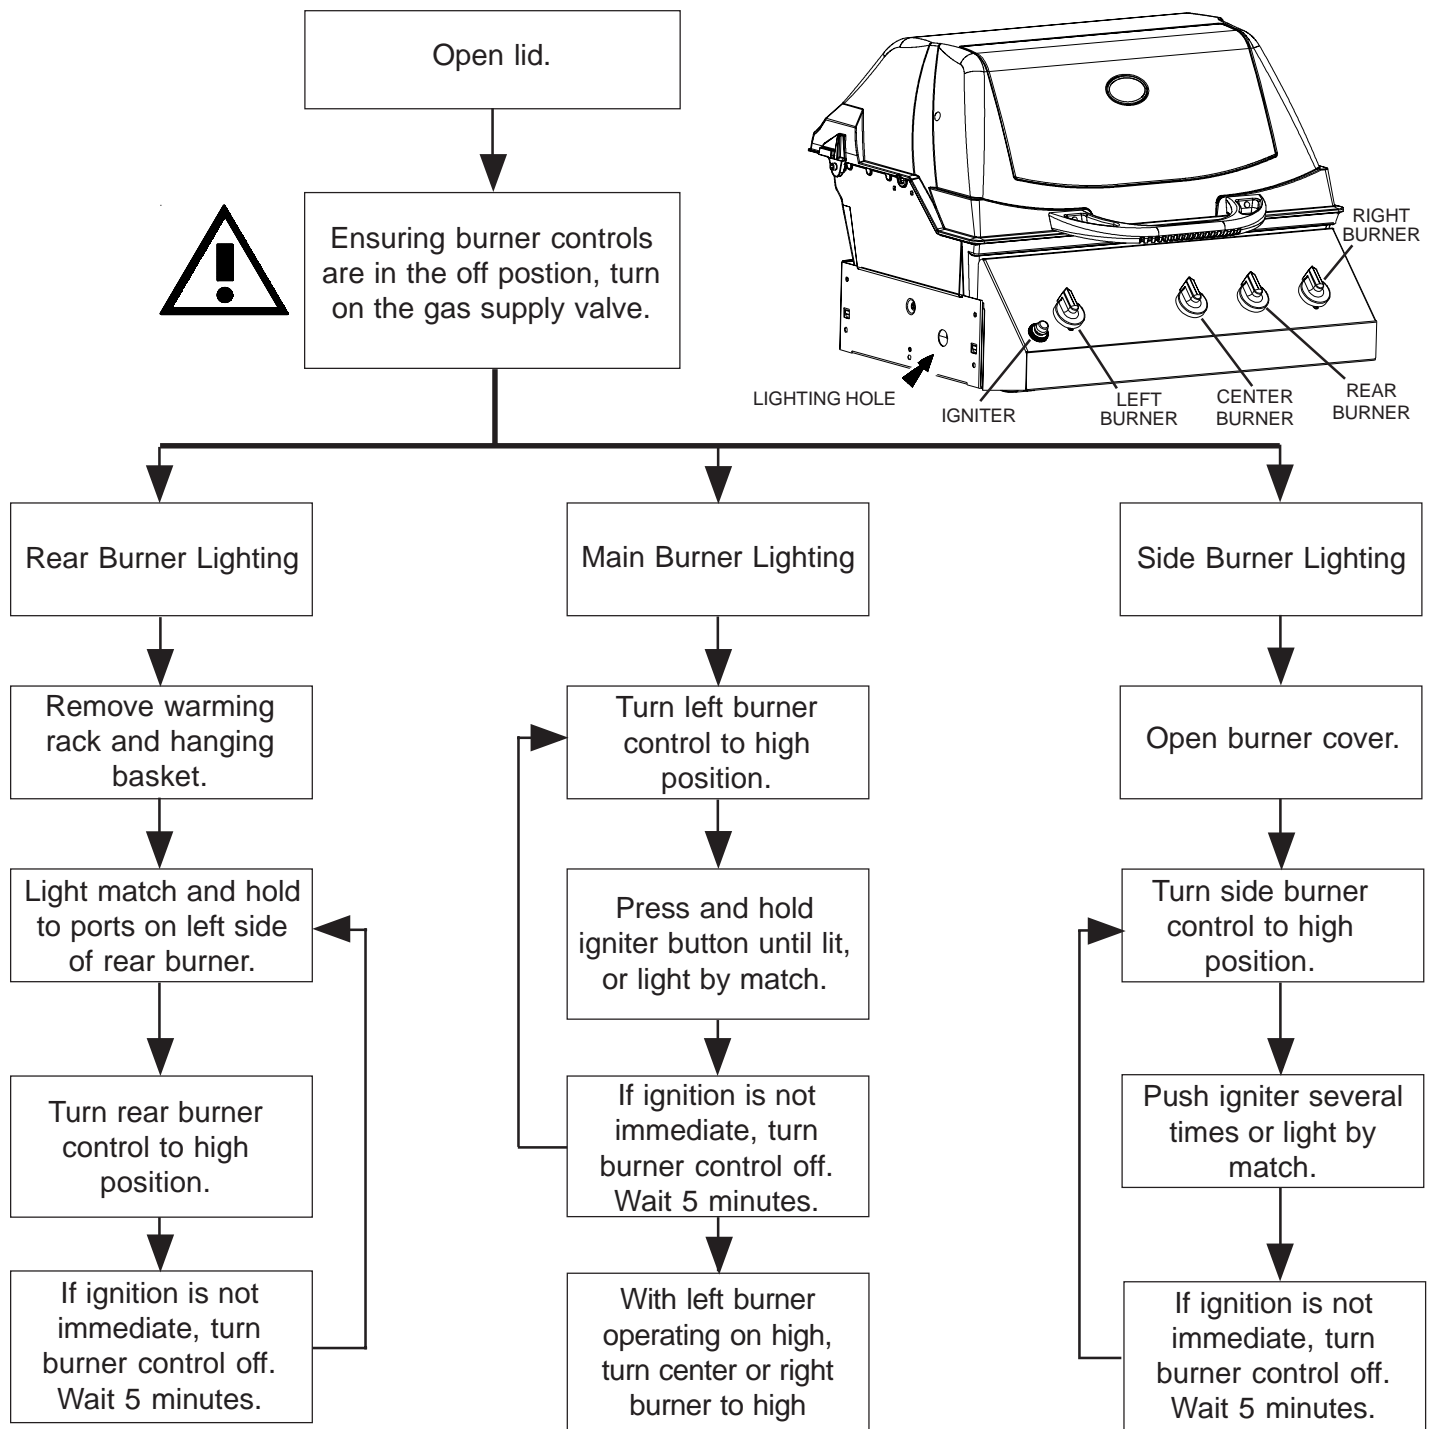 Open lid.
Ensuring burner controls
are in the off postion, turn
on the gas supply valve.
RIGHT
BURNER
LIGHTING HOLE
IGNITER
LEFT
BURNER
CENTER
BURNER
REAR
BURNER
Rear Burner Lighting
Remove warming
rack and hanging
basket.
Light match and hold
to ports on left side
of rear burner.
Turn rear burner
control to high
position.
If ignition is not
immediate, turn
burner control off.
Wait 5 minutes.
Main Burner Lighting
Turn left burner
control to high
position.
Press and hold
igniter button until lit,
or light by match.
If ignition is not
immediate, turn
burner control off.
Wait 5 minutes.
With left burner
operating on high,
turn center or right
burner to high
Side Burner Lighting
Open burner cover.
Turn side burner
control to high
position.
Push igniter several
times or light by
match.
If ignition is not
immediate, turn
burner control off.
Wait 5 minutes.